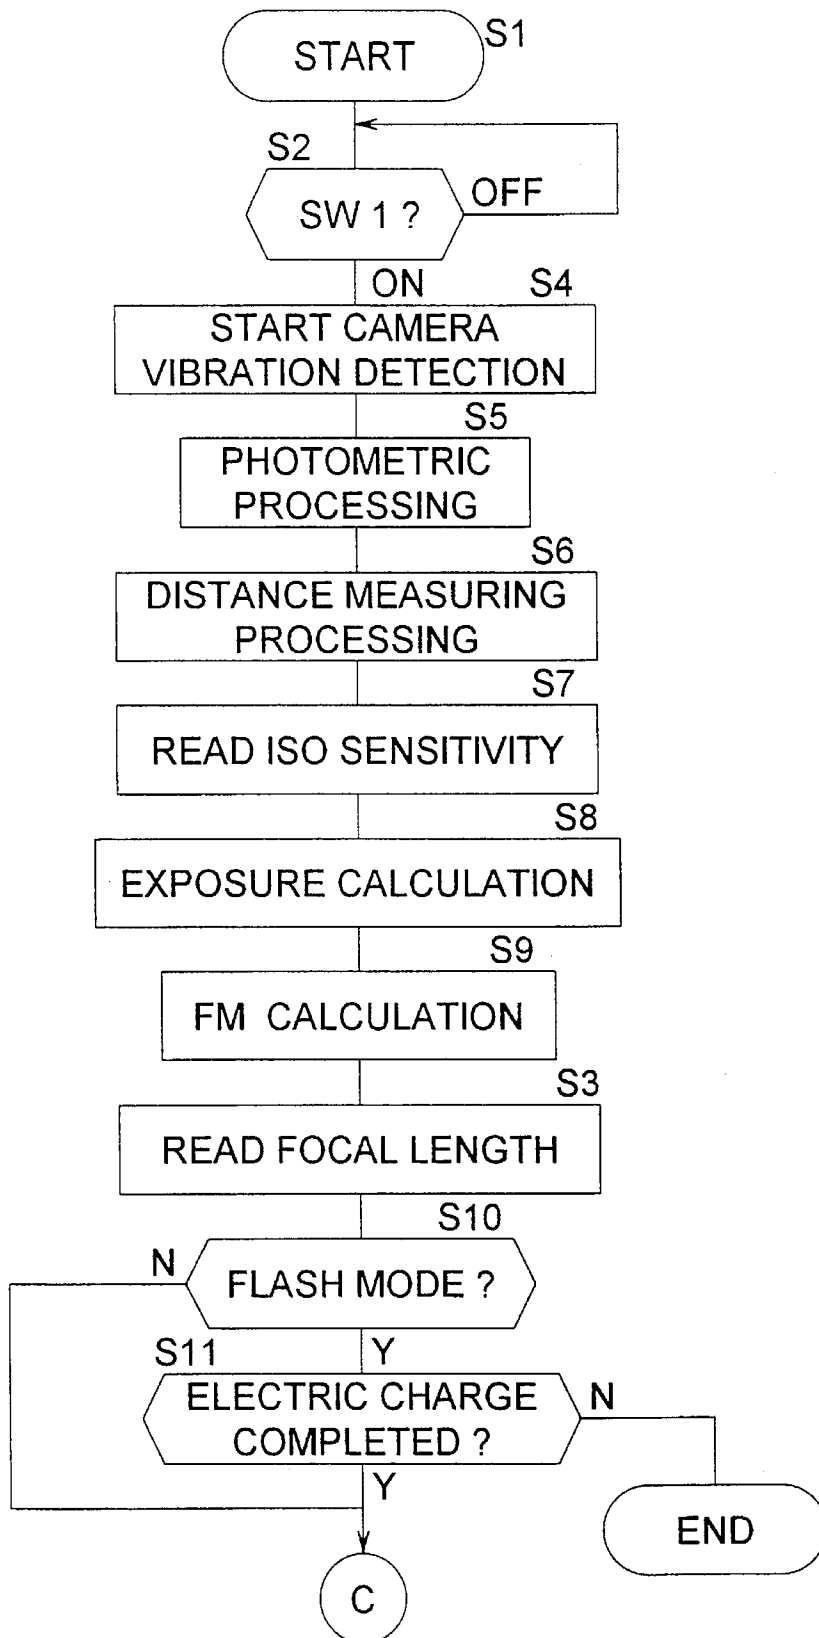 START
S1
S2
SW 1 ?
OFF
ON
S4
START CAMERA
VIBRATION DETECTION
S5
PHOTOMETRIC
PROCESSING
S6
DISTANCE MEASURING
PROCESSING
S7
READ ISO SENSITIVITY
S8
EXPOSURE CALCULATION
S9
FM CALCULATION
S3
READ FOCAL LENGTH
S10
N
FLASH MODE ?
S11
Y
ELECTRIC CHARGE
COMPLETED ?
N
Y
END
C